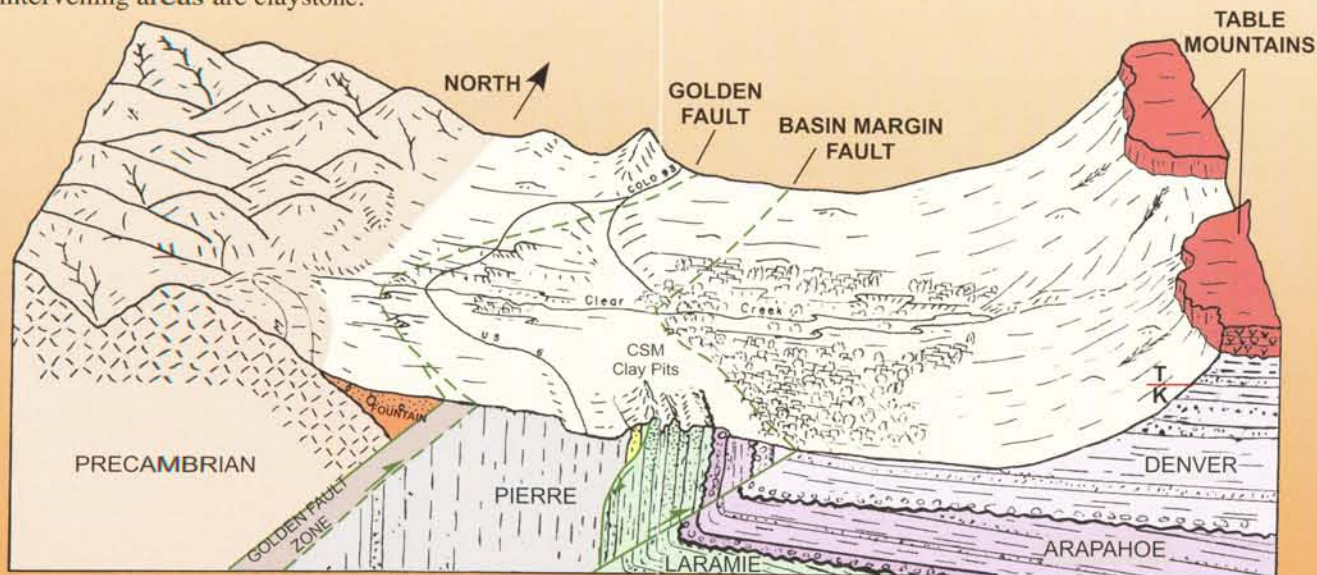 intervening areas are claystone.
TABLE
MOUNTAINS
NORTH
GOLDEN
FAULT
BASIN MARGIN
FAULT
COLO 93
Clear Creek
US 6
CSM
Clay Pits
T
K
FOUNTAIN
PRECAMBRIAN
GOLDEN FAULT
ZONE
PIERRE
LARAMIE
DENVER
ARAPAHOE